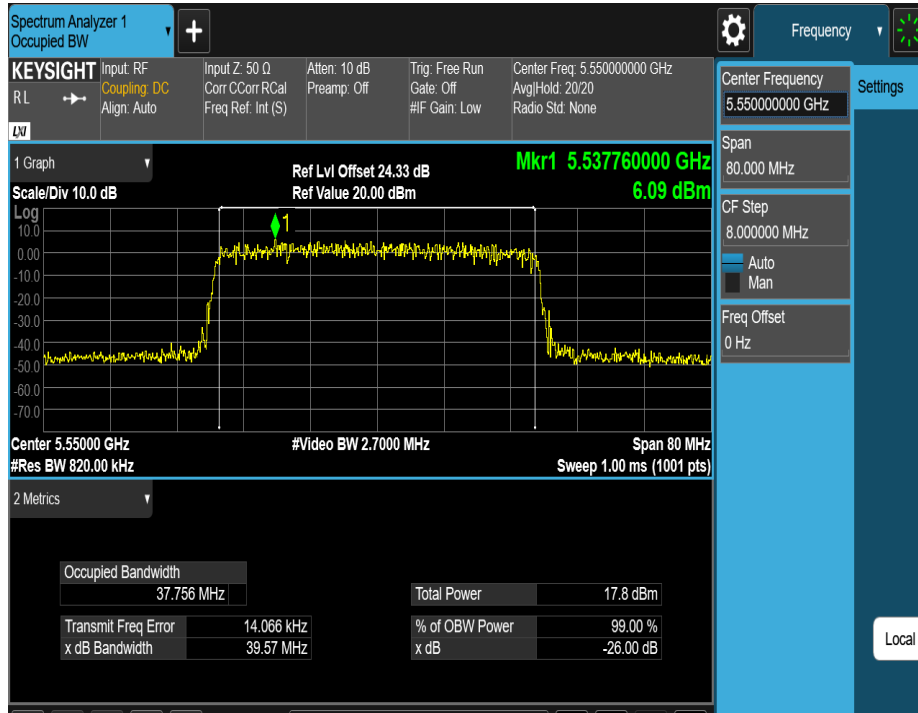 Spectrum Analyzer 1
Occupied BW
+
Frequency
KEYSIGHT
R L
LXI
Input: RF
Coupling: DC
Align: Auto
Input Z: 50 Ω
Corr CCorr RCal
Freq Ref: Int (S)
Atten: 10 dB
Preamp: Off
Trig: Free Run
Gate: Off
#IF Gain: Low
Center Freq: 5.550000000 GHz
Avg|Hold: 20/20
Radio Std: None
Center Frequency
5.550000000 GHz
Settings
Span
80.000 MHz
CF Step
8.000000 MHz
Auto
Man
Freq Offset
0 Hz
Local
1 Graph
Ref Lvl Offset 24.33 dB
Mkr1 5.537760000 GHz
Scale/Div 10.0 dB
Ref Value 20.00 dBm
6.09 dBm
Log
1
10.0
0.00
-10.0
-20.0
-30.0
-40.0
-50.0
-60.0
-70.0
Center 5.55000 GHz
#Video BW 2.7000 MHz
Span 80 MHz
#Res BW 820.00 kHz
Sweep 1.00 ms (1001 pts)
2 Metrics
Occupied Bandwidth
37.756 MHz
Total Power 17.8 dBm
Transmit Freq Error 14.066 kHz
% of OBW Power 99.00 %
x dB Bandwidth 39.57 MHz
x dB -26.00 dB